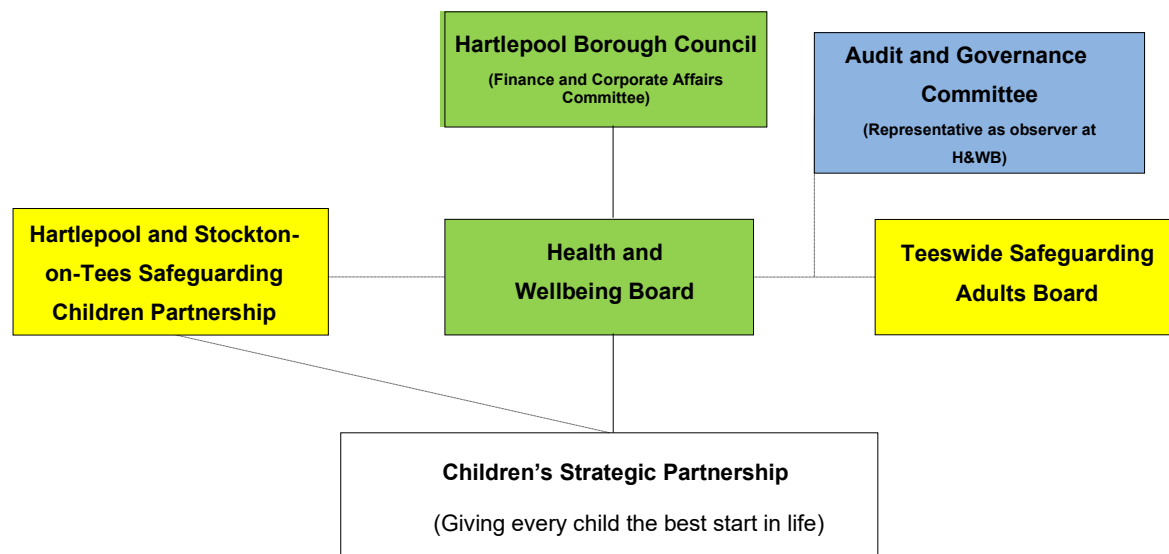 Hartlepool Borough Council
(Finance and Corporate Affairs
Committee)
Audit and Governance
Committee
(Representative as observer at
H&WB)
Hartlepool and Stockton-
on-Tees Safeguarding
Children Partnership
Health and
Wellbeing Board
Teeswide Safeguarding
Adults Board
Children’s Strategic Partnership
(Giving every child the best start in life)